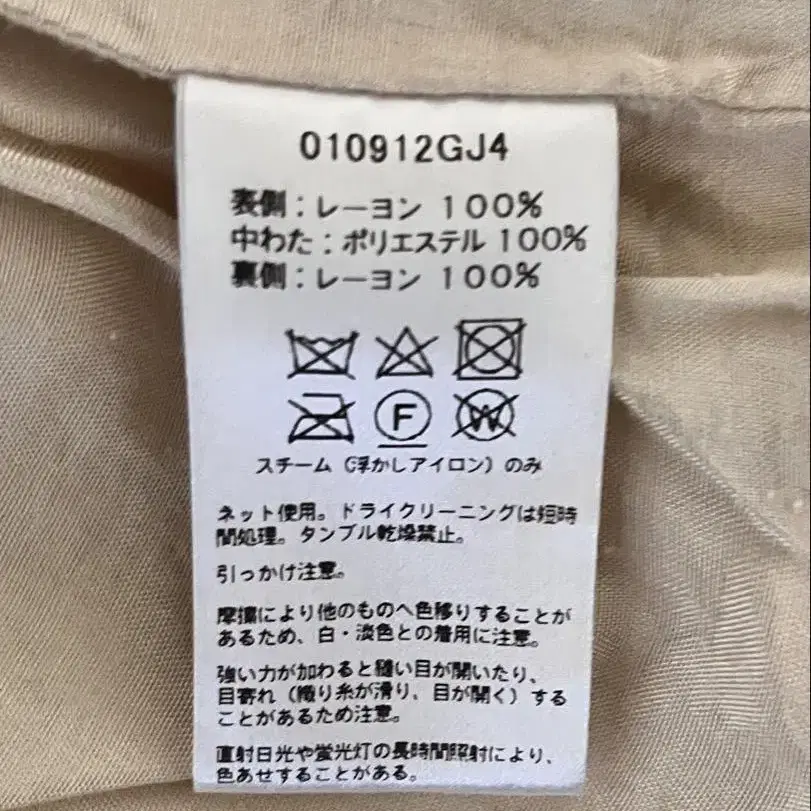 010912GJ4
表側：レーヨン 100%
中わた：ポリエステル 100%
裏側：レーヨン 100%
F
W
スチーム（浮かしアイロン）のみ
ネット使用。ドライクリーニングは短時
間処理。タンブル乾燥禁止。
引っかけ注意。
摩擦により他のものへ色移りすることが
あるため、白・淡色との着用に注意。
強い力が加わると縫い目が開いたり、
目寄れ（織り糸が滑り、目が開く）する
ことがあるため注意。
直射日光や蛍光灯の長時間照射により、
色あせすることがある。